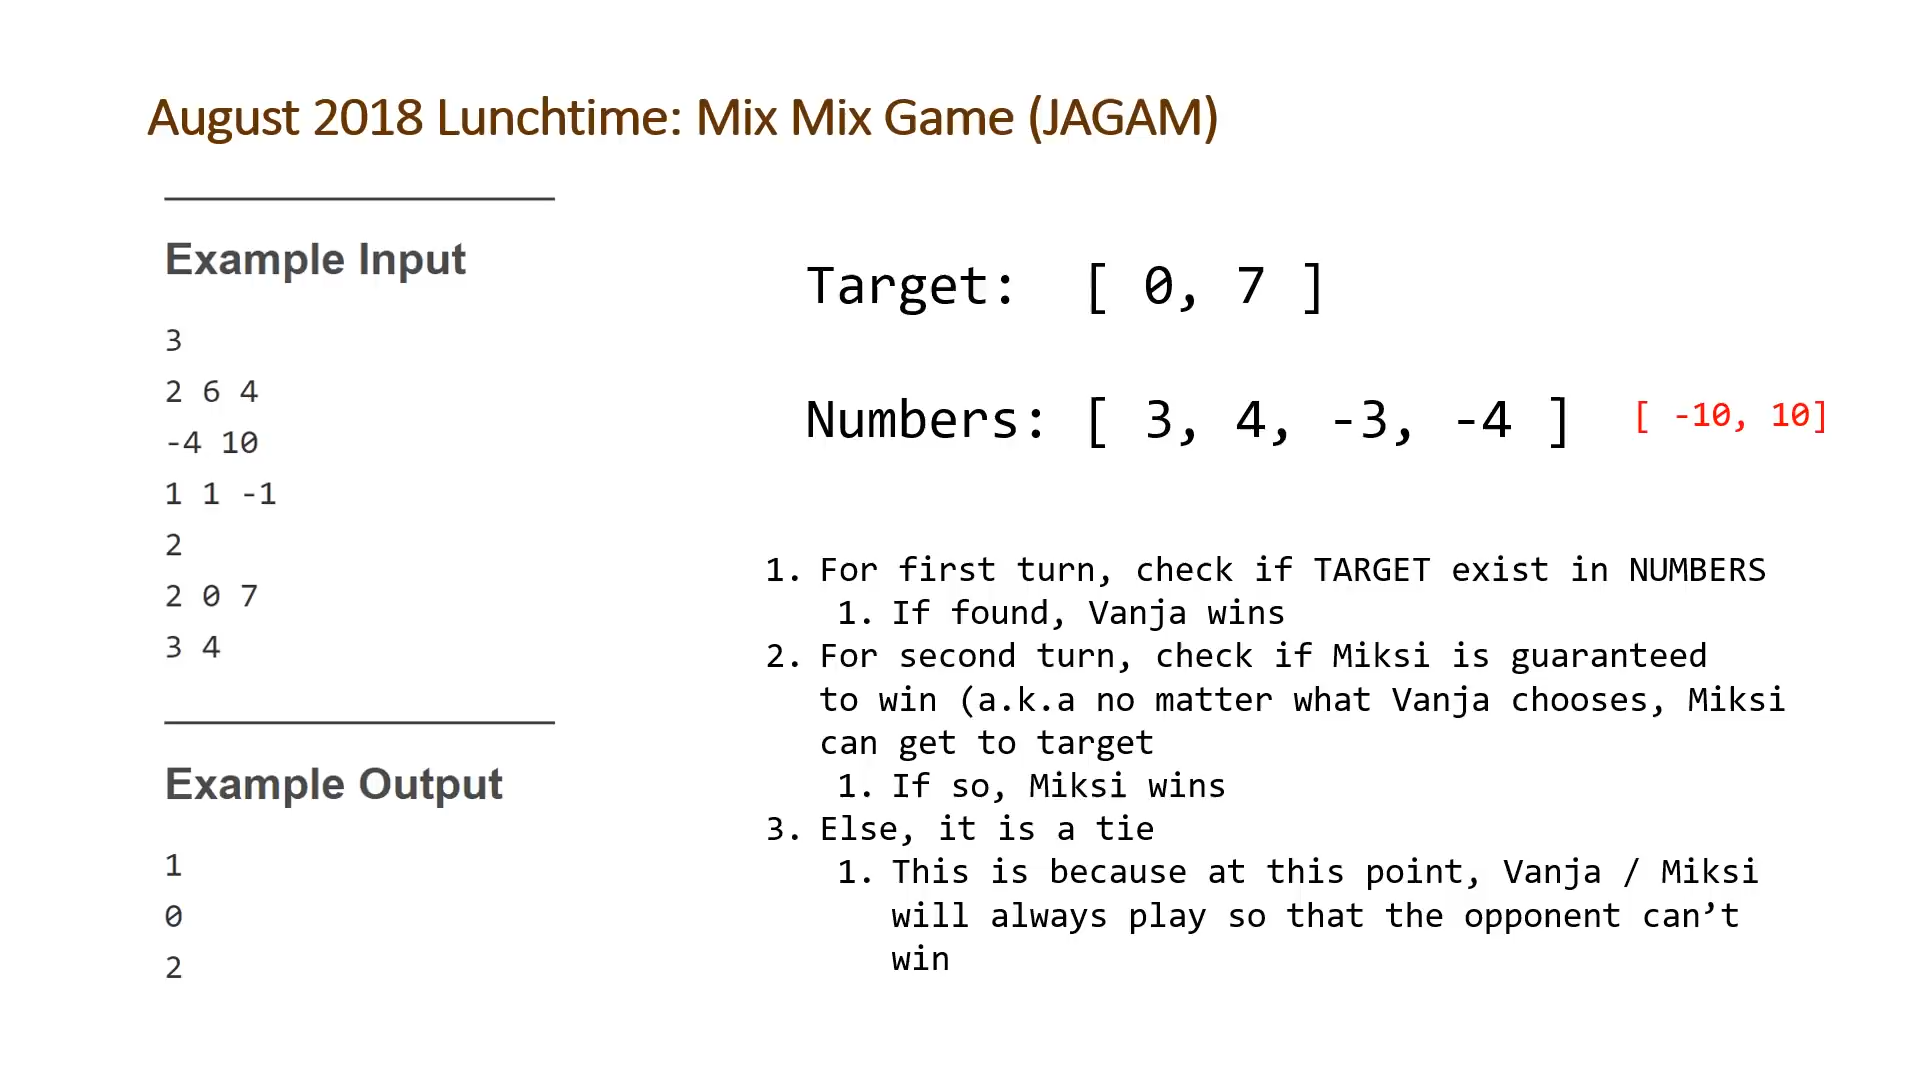 August 2018 Lunchtime: Mix Mix Game (JAGAM)
Example Input
3
2 6 4
-4 10
1 1 -1
2
2 0 7
3 4
Example Output
1
0
2
Target: [ 0, 7 ]
Numbers: [ 3, 4, -3, -4 ] [ -10, 10]
1. For first turn, check if TARGET exist in NUMBERS
1. If found, Vanja wins
2. For second turn, check if Miksi is guaranteed
to win (a.k.a no matter what Vanja chooses, Miksi
can get to target
1. If so, Miksi wins
3. Else, it is a tie
1. This is because at this point, Vanja / Miksi
will always play so that the opponent can’t
win